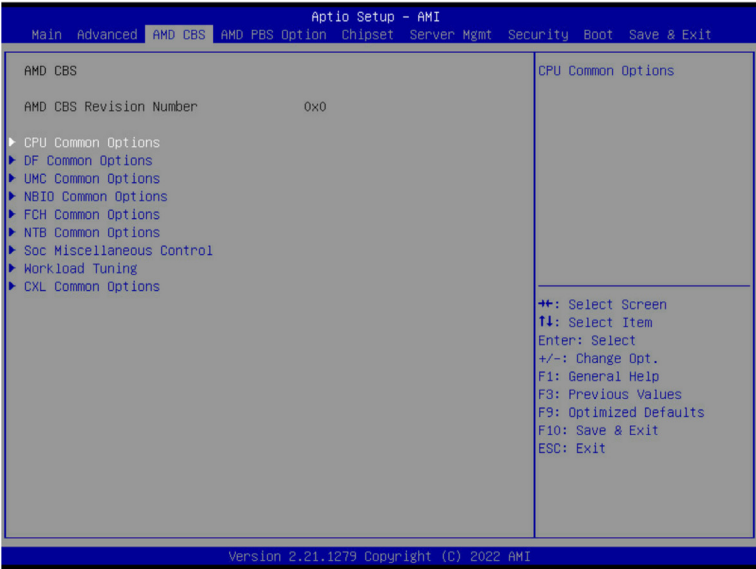 Aptio Setup - AMI
Main Advanced AMD CBS AMD PBS Option Chipset Server Mgmt Security Boot Save & Exit
AMD CBS
AMD CBS Revision Number 0x0
CPU Common Options
DF Common Options
UMC Common Options
NBIO Common Options
FCH Common Options
NTB Common Options
Soc Miscellaneous Control
Workload Tuning
CXL Common Options
CPU Common Options
→←: Select Screen
↑↓: Select Item
Enter: Select
+/-: Change Opt.
F1: General Help
F3: Previous Values
F9: Optimized Defaults
F10: Save & Exit
ESC: Exit
Version 2.21.1279 Copyright (C) 2022 AMI